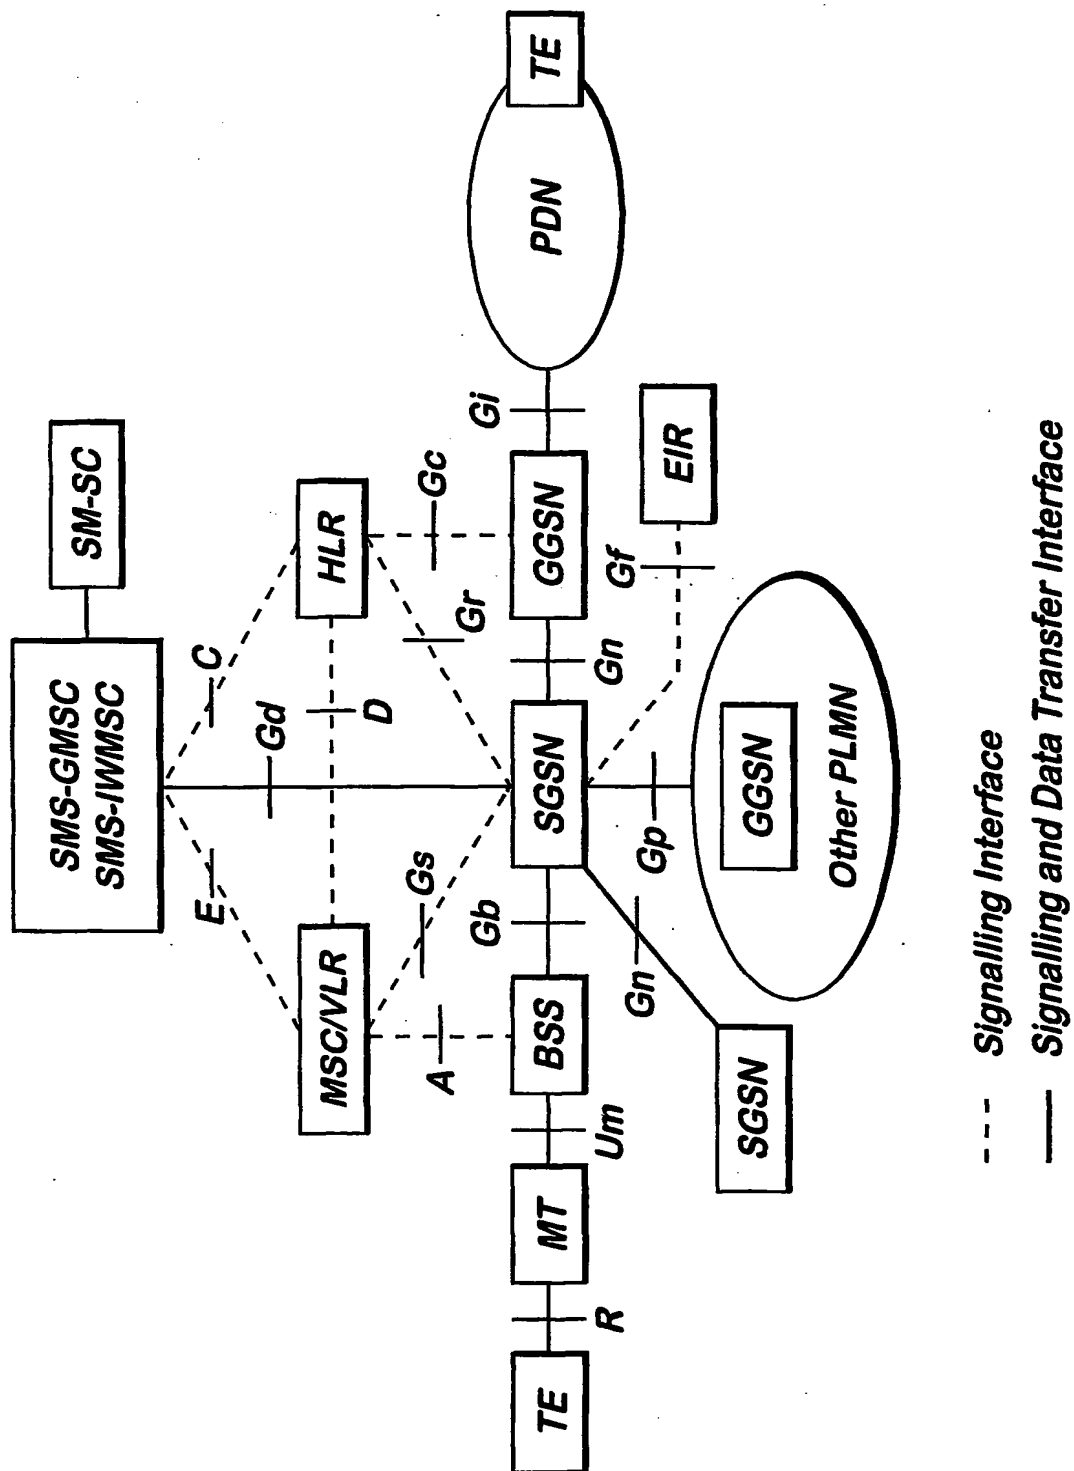 SMS-GMSC
SMS-IWMSC
SM-SC
E
C
Gd
MSC/VLR
D
HLR
A
Gs
Gr
Gc
TE
R
MT
Um
BSS
Gb
SGSN
Gn
GGSN
Gi
PDN
TE
Gn
SGSN
Gp
GGSN
Other PLMN
Gf
EIR
Signalling Interface
Signalling and Data Transfer Interface